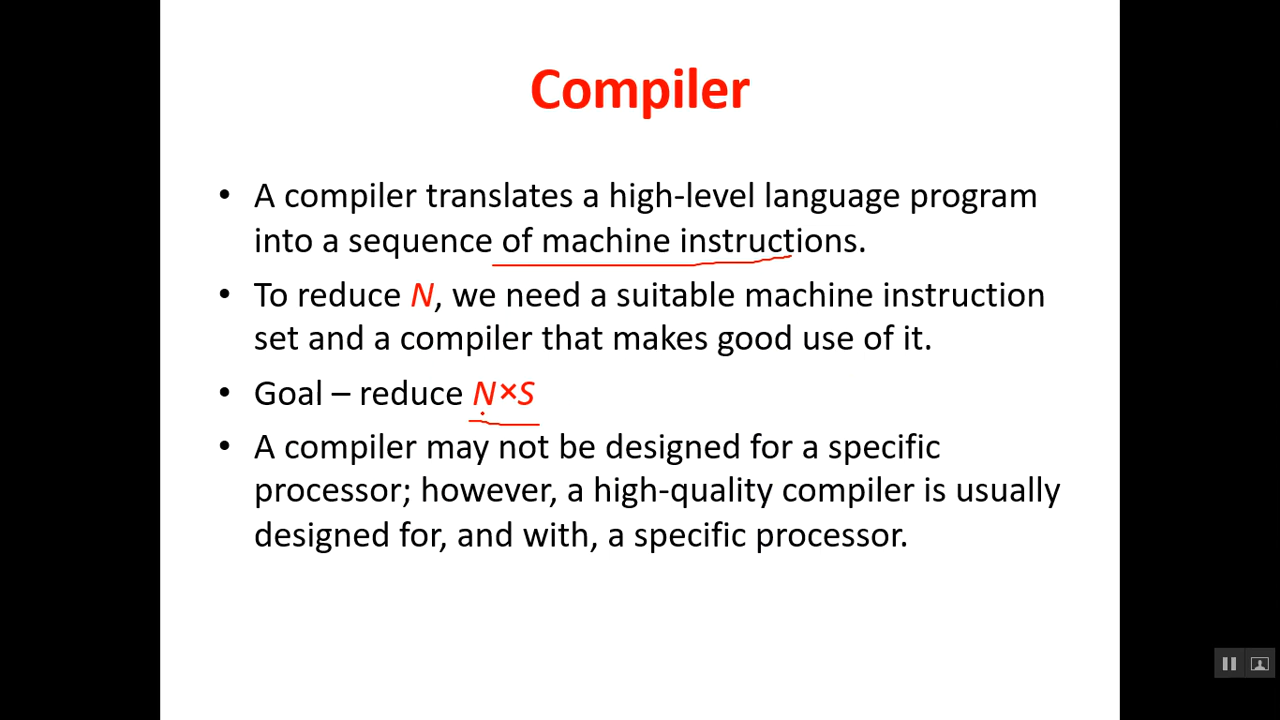 Compiler
• A compiler translates a high-level language program
into a sequence of machine instructions.
• To reduce N, we need a suitable machine instruction
set and a compiler that makes good use of it.
• Goal – reduce N×S
• A compiler may not be designed for a specific
processor; however, a high-quality compiler is usually
designed for, and with, a specific processor.